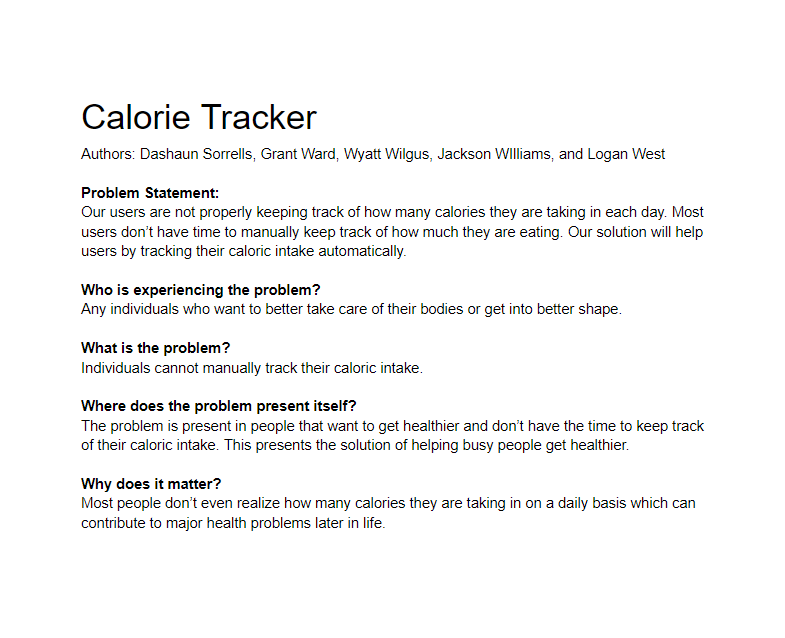 Calorie Tracker
Authors: Dashaun Sorrells, Grant Ward, Wyatt Wilgus, Jackson WIlliams, and Logan West
Problem Statement:
Our users are not properly keeping track of how many calories they are taking in each day. Most
users don’t have time to manually keep track of how much they are eating. Our solution will help
users by tracking their caloric intake automatically.
Who is experiencing the problem?
Any individuals who want to better take care of their bodies or get into better shape.
What is the problem?
Individuals cannot manually track their caloric intake.
Where does the problem present itself?
The problem is present in people that want to get healthier and don’t have the time to keep track
of their caloric intake. This presents the solution of helping busy people get healthier.
Why does it matter?
Most people don’t even realize how many calories they are taking in on a daily basis which can
contribute to major health problems later in life.